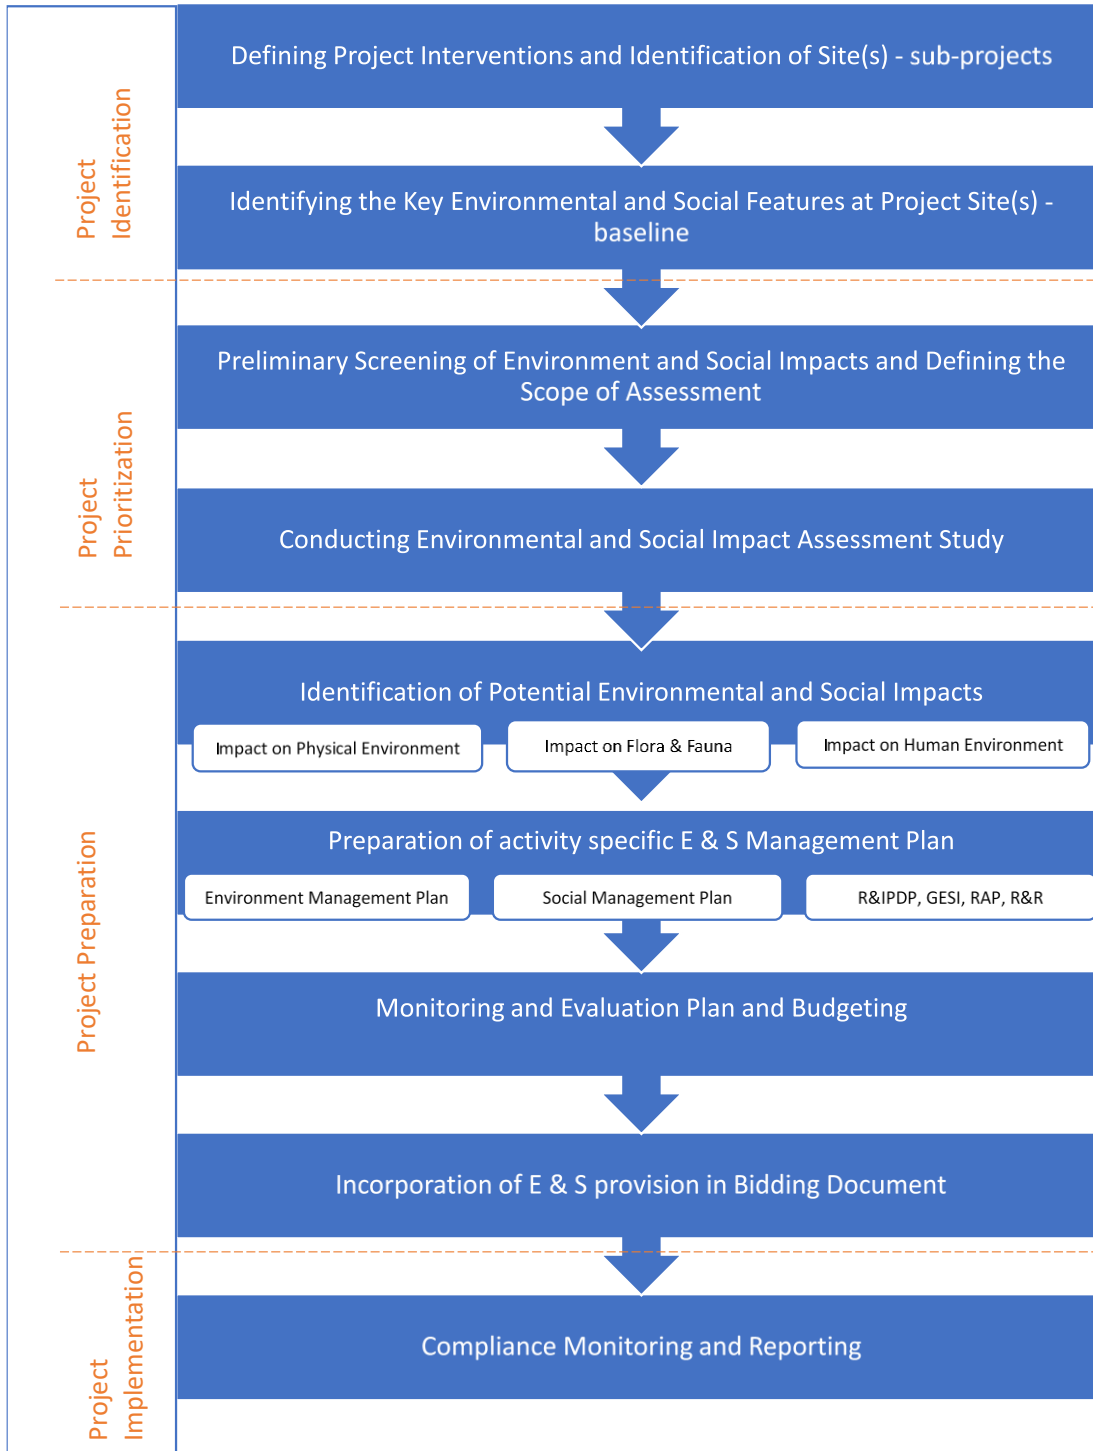 Project
Identification
Defining Project Interventions and Identification of Site(s) - sub-projects
Identifying the Key Environmental and Social Features at Project Site(s) -
baseline
Project
Prioritization
Preliminary Screening of Environment and Social Impacts and Defining the
Scope of Assessment
Conducting Environmental and Social Impact Assessment Study
Project Preparation
Identification of Potential Environmental and Social Impacts
Impact on Physical Environment
Impact on Flora & Fauna
Impact on Human Environment
Preparation of activity specific E & S Management Plan
Environment Management Plan
Social Management Plan
R&IPDP, GESI, RAP, R&R
Monitoring and Evaluation Plan and Budgeting
Incorporation of E & S provision in Bidding Document
Project
Implementation
Compliance Monitoring and Reporting